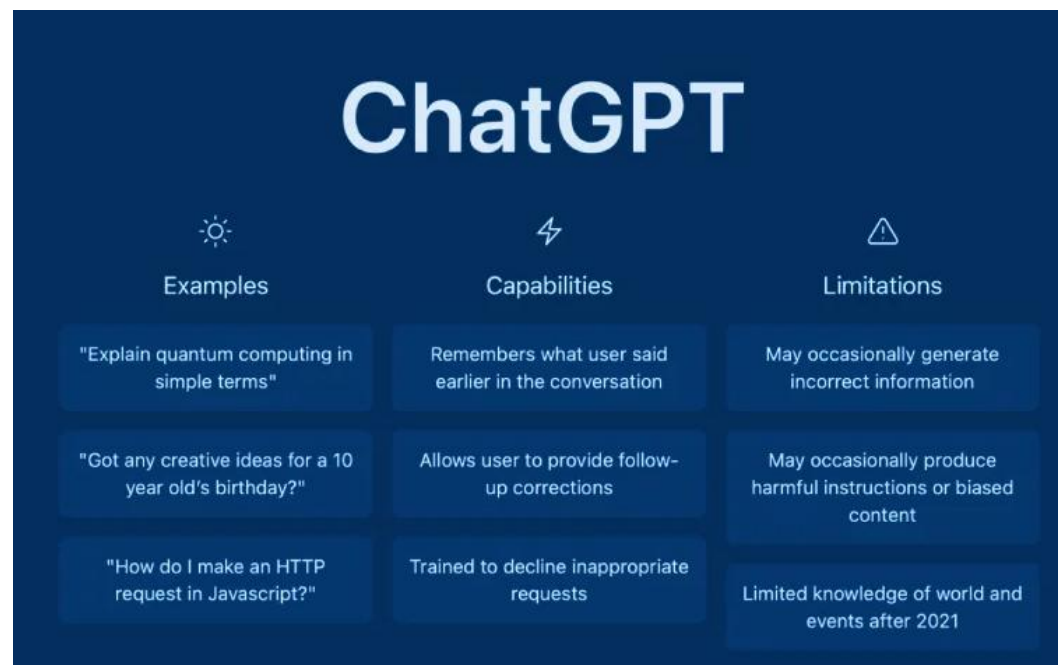 ChatGPT
Examples
"Explain quantum computing in
simple terms"
"Got any creative ideas for a 10
year old's birthday?"
"How do I make an HTTP
request in Javascript?"
Capabilities
Remembers what user said
earlier in the conversation
Allows user to provide follow-
up corrections
Trained to decline inappropriate
requests
Limitations
May occasionally generate
incorrect information
May occasionally produce
harmful instructions or biased
content
Limited knowledge of world and
events after 2021